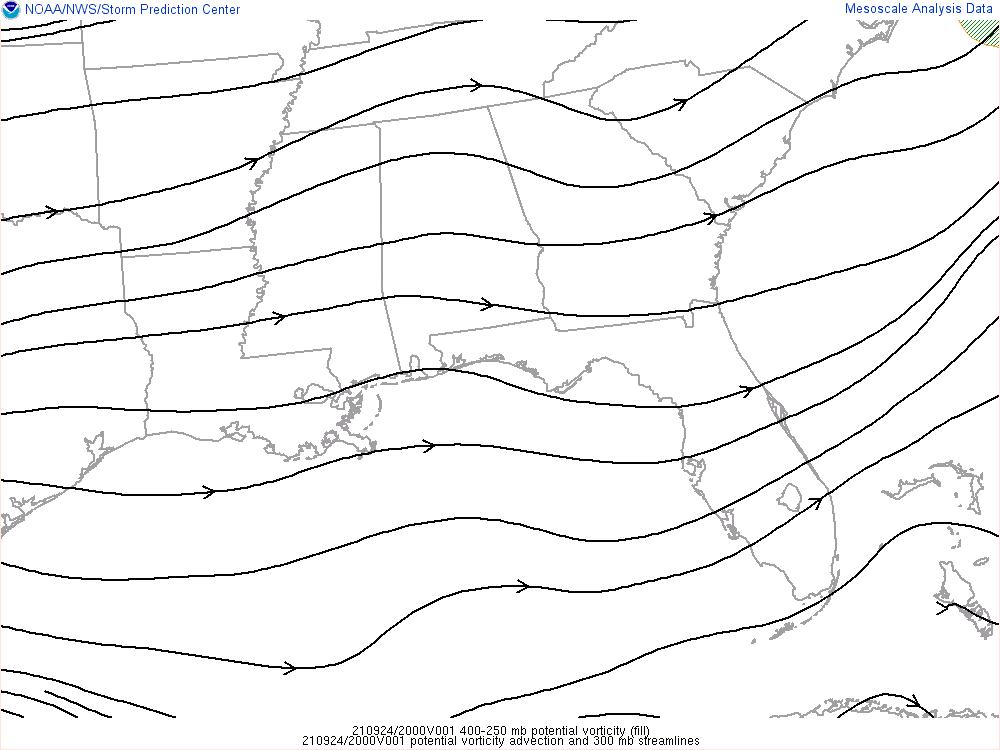 NOAA/NWS/Storm Prediction Center
Mesoscale Analysis Data
210924/2000V001 400-250 mb potential vorticity (fill)
210924/2000V001 potential vorticity advection and 300 mb streamlines